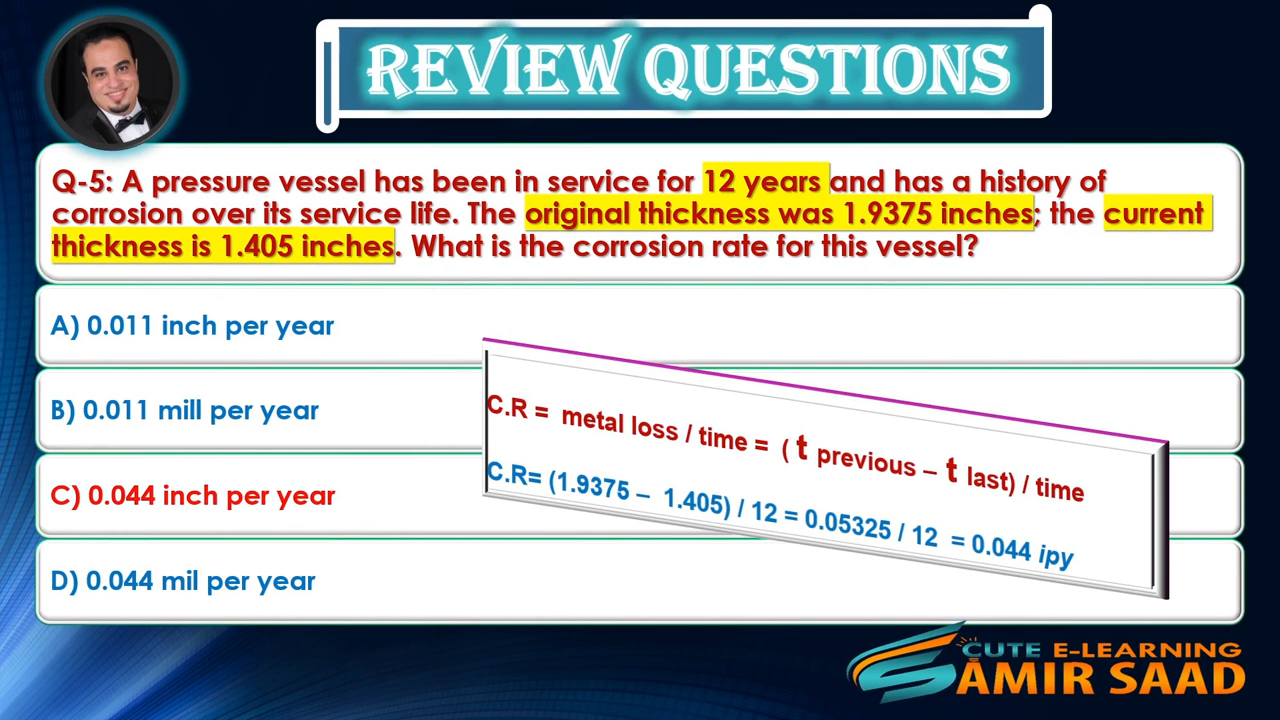 REVIEW QUESTIONS
Q-5: A pressure vessel has been in service for 12 years and has a history of
corrosion over its service life. The original thickness was 1.9375 inches; the current
thickness is 1.405 inches. What is the corrosion rate for this vessel?
A) 0.011 inch per year
B) 0.011 mill per year
C) 0.044 inch per year
D) 0.044 mil per year
C.R = metal loss / time = ( t previous – t last) / time
C.R= (1.9375 – 1.405) / 12 = 0.05325 / 12 = 0.044 ipy
CUTE E-LEARNING
AMIR SAAD